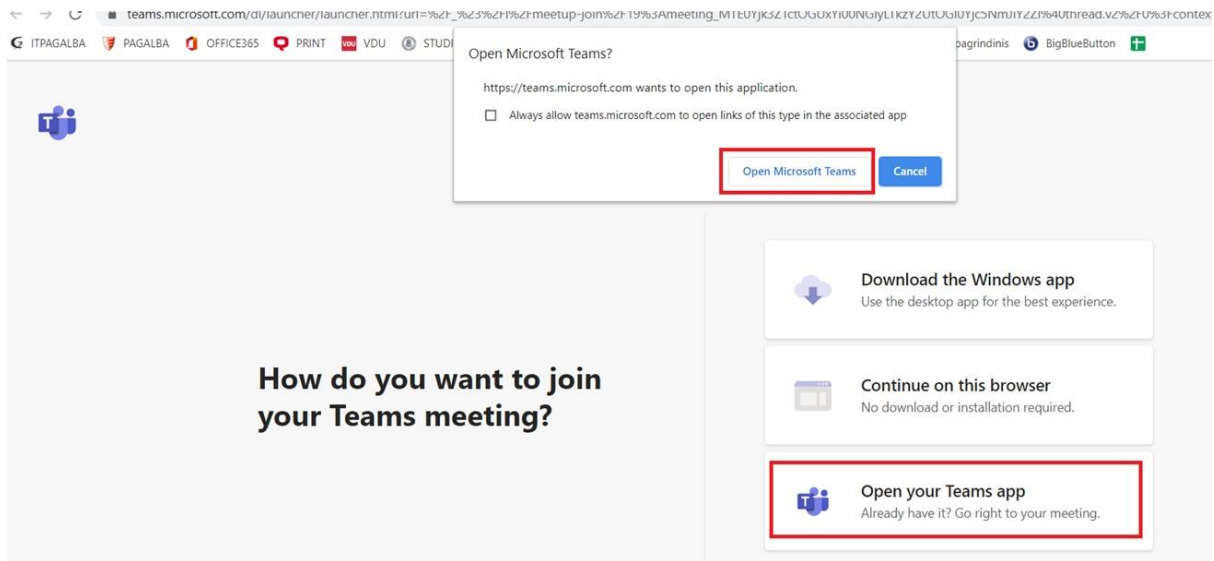 teams.microsoft.com/dl/launcher/launcher.html?url=%2F_%23%2Fl%2Fmeetup-join%2F19%3Ameeting_
ITPAGALBA PAGALBA OFFICE365 PRINT VDU VDU STUDI pagrindinis BigBlueButton
Open Microsoft Teams?
https://teams.microsoft.com wants to open this application.
Always allow teams.microsoft.com to open links of this type in the associated app
Open Microsoft Teams Cancel
Download the Windows app
Use the desktop app for the best experience.
How do you want to join
your Teams meeting?
Continue on this browser
No download or installation required.
Open your Teams app
Already have it? Go right to your meeting.